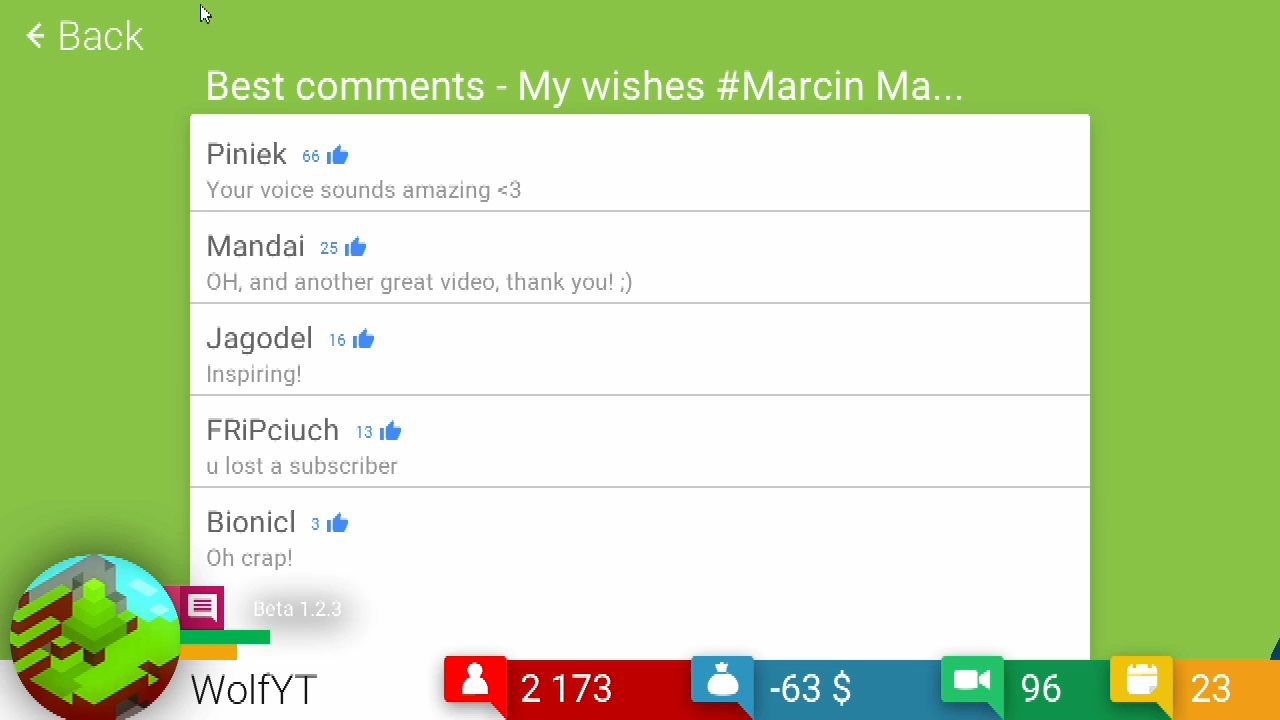 Back
Best comments - My wishes #Marcin Ma...
Piniek 66
Your voice sounds amazing <3
Mandai 25
OH, and another great video, thank you! ;)
Jagodel 16
Inspiring!
FRiPciuch 13
u lost a subscriber
Bionicl 3
Oh crap!
Beta 1.2.3
WolfYT 2 173 -63 $ 96 23